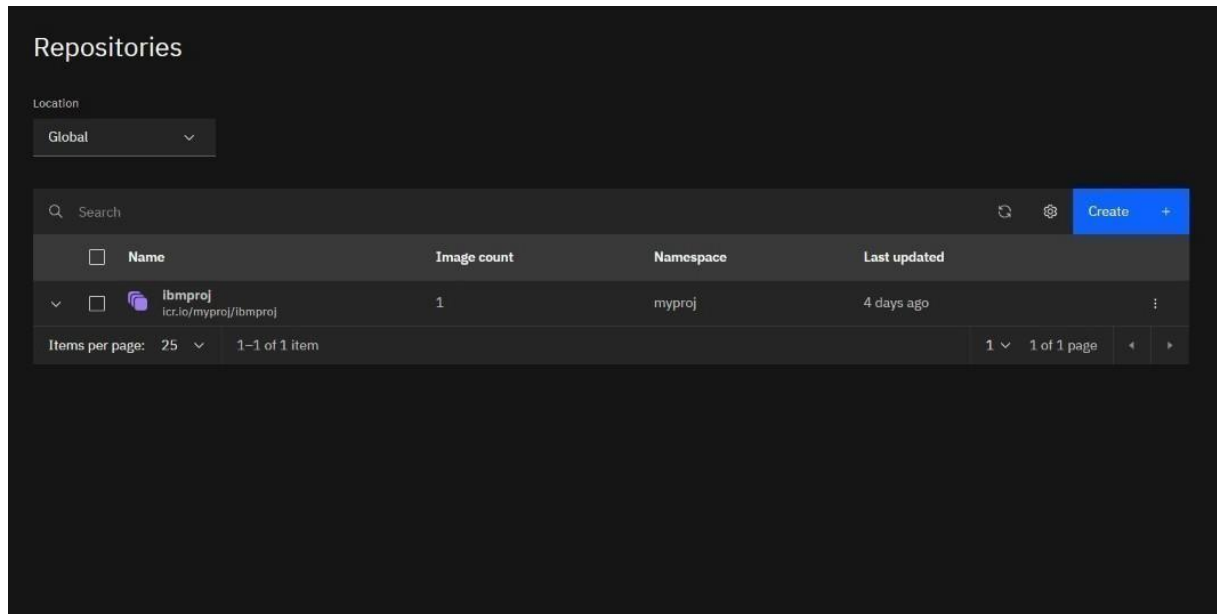 Repositories
Location
Global
Search
Create +
Name Image count Namespace Last updated
ibmproj 1 myproj 4 days ago
icr.io/myproj/ibmproj
Items per page: 25 1–1 of 1 item 1 1 of 1 page